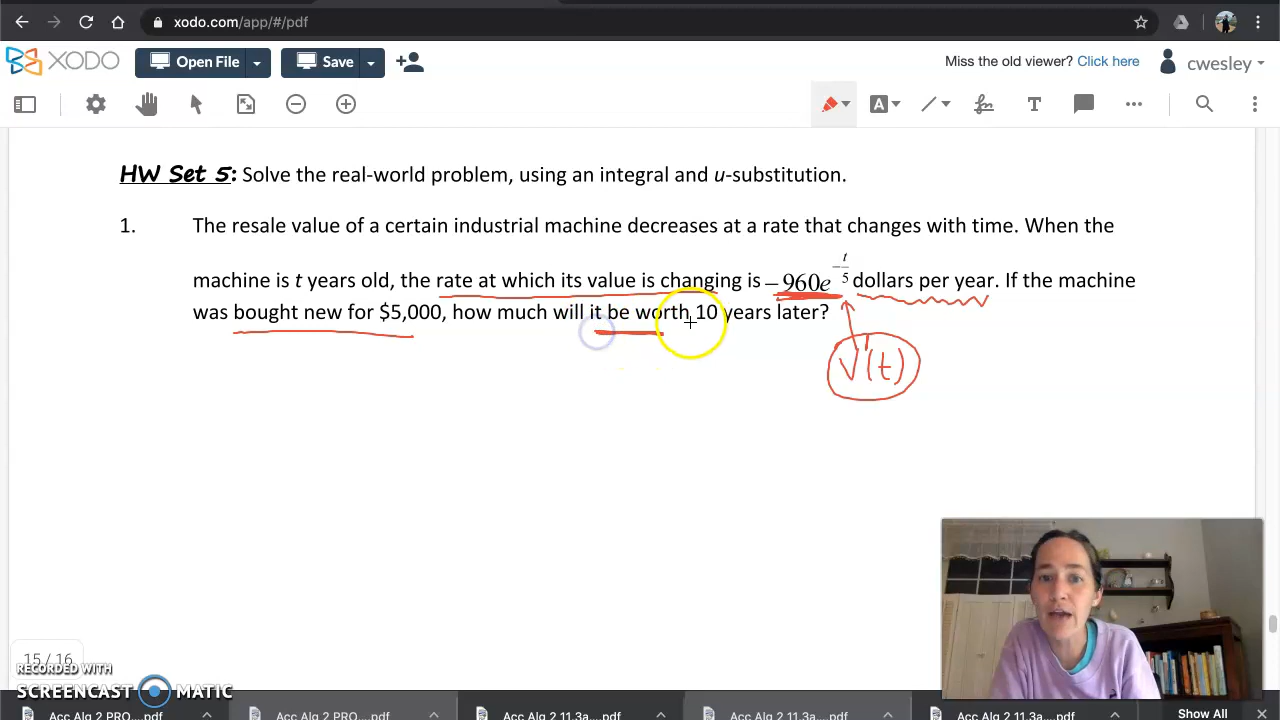 xodo.com/app/#/pdf
XODO Open File Save Miss the old viewer? Click here cwesley
HW Set 5: Solve the real-world problem, using an integral and u-substitution.
1. The resale value of a certain industrial machine decreases at a rate that changes with time. When the
machine is t years old, the rate at which its value is changing is −960e^(−t/5) dollars per year. If the machine
was bought new for $5,000, how much will it be worth 10 years later?
V'(t)
15 / 16
RECORDED WITH
SCREENCAST MATIC
Acc Alg 2 PRO....pdf Acc Alg 2 PRO....pdf Acc Alg 2 11.3a....pdf Acc Alg 2 11.3a....pdf Acc Alg 2 11.3a....pdf Show All